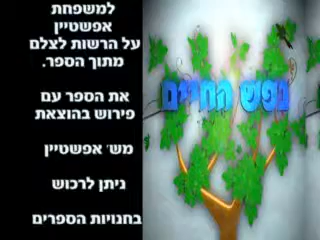 למשפחת
אפשטיין
על הרשות לצלם
מתוך הספר.
את הספר עם
פירוש בהוצאת
מש' אפשטיין
ניתן לרכוש
בחנויות הספרים
נפש החיים